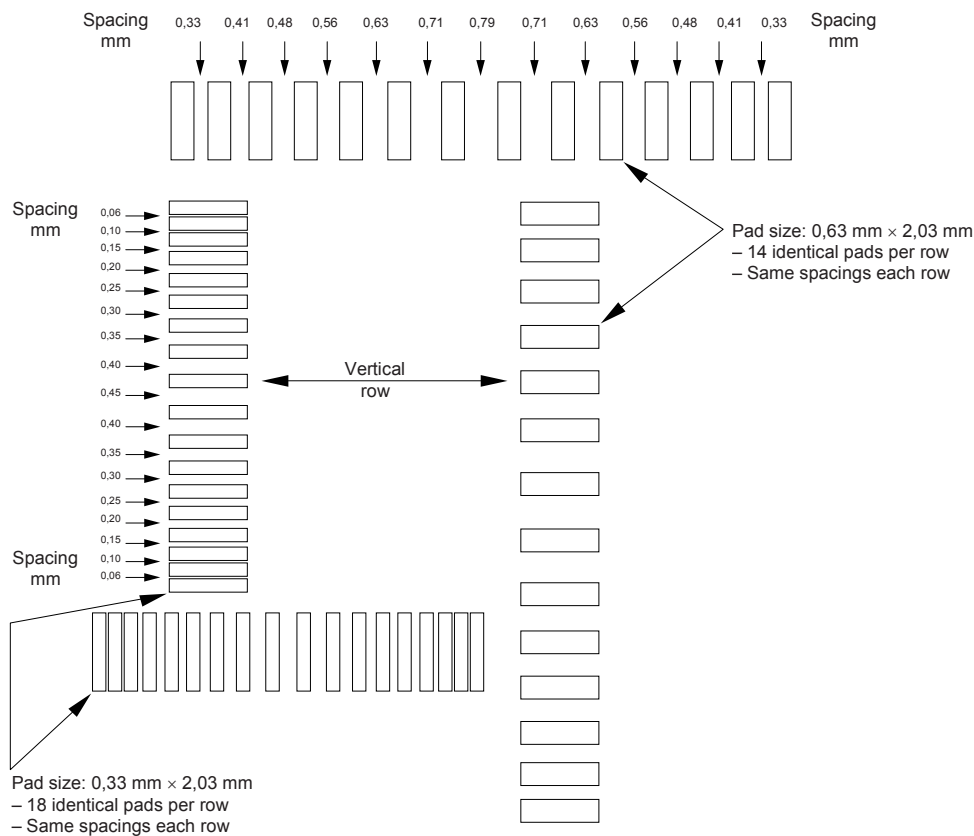 Spacing
mm
0,33 0,41 0,48 0,56 0,63 0,71 0,79 0,71 0,63 0,56 0,48 0,41 0,33
Spacing
mm
Spacing
mm
0,06
0,10
0,15
0,20
0,25
0,30
0,35
0,40
0,45
0,40
0,35
0,30
0,25
0,20
0,15
0,10
0,06
Spacing
mm
Vertical
row
Pad size: 0,63 mm × 2,03 mm
– 14 identical pads per row
– Same spacings each row
Pad size: 0,33 mm × 2,03 mm
– 18 identical pads per row
– Same spacings each row